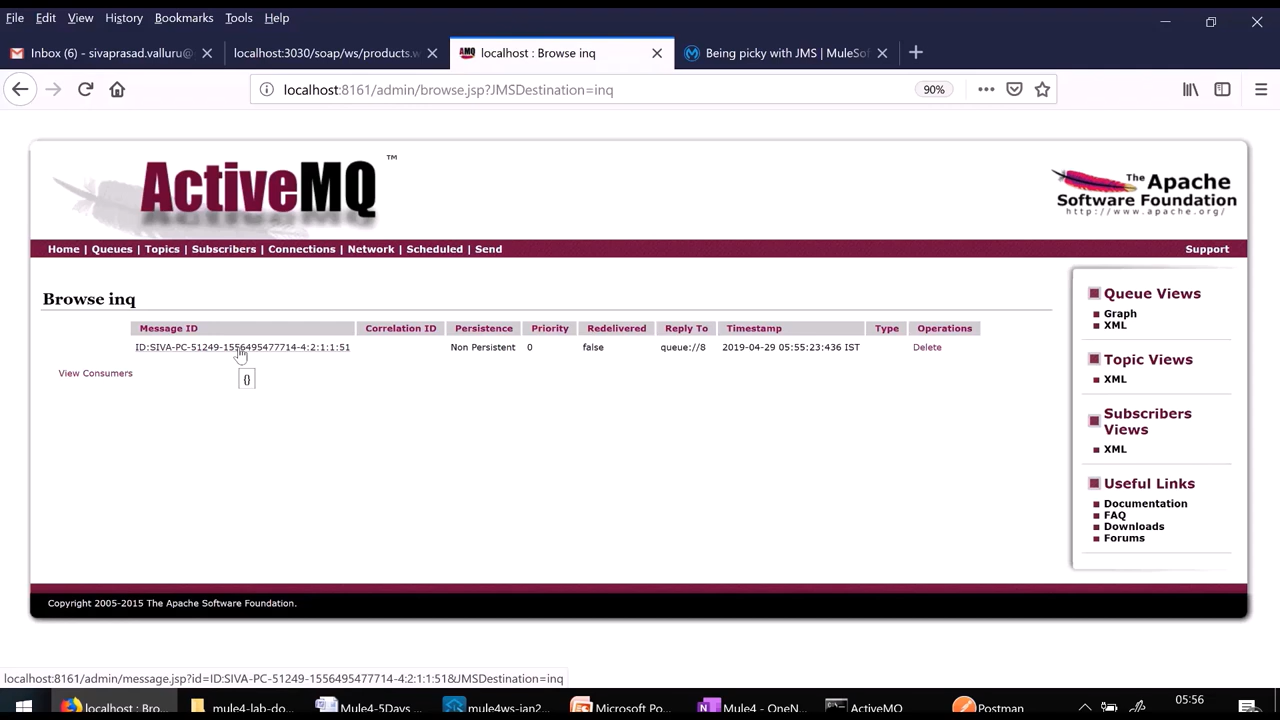 File Edit View History Bookmarks Tools Help
Inbox (6) - sivaprasad.valluru@
localhost:3030/soap/ws/products.w
AMQ localhost : Browse inq
Being picky with JMS | MuleSof
localhost:8161/admin/browse.jsp?JMSDestination=inq
90%
ActiveMQ™
The Apache
Software Foundation
http://www.apache.org/
Home | Queues | Topics | Subscribers | Connections | Network | Scheduled | Send
Support
Browse inq
Message ID Correlation ID Persistence Priority Redelivered Reply To Timestamp Type Operations
ID:SIVA-PC-51249-1556495477714-4:2:1:1:51 Non Persistent 0 false queue://8 2019-04-29 05:55:23:436 IST Delete
{}
View Consumers
Queue Views
Graph
XML
Topic Views
XML
Subscribers
Views
XML
Useful Links
Documentation
FAQ
Downloads
Forums
Copyright 2005-2015 The Apache Software Foundation.
localhost:8161/admin/message.jsp?id=ID:SIVA-PC-51249-1556495477714-4:2:1:1:51&JMSDestination=inq
localhost : Bro...
mule4-lab-do...
Mule4-5Days ...
mule4ws-jan2...
Microsoft Po...
Mule4 - OneN...
ActiveMQ
Postman
05:56